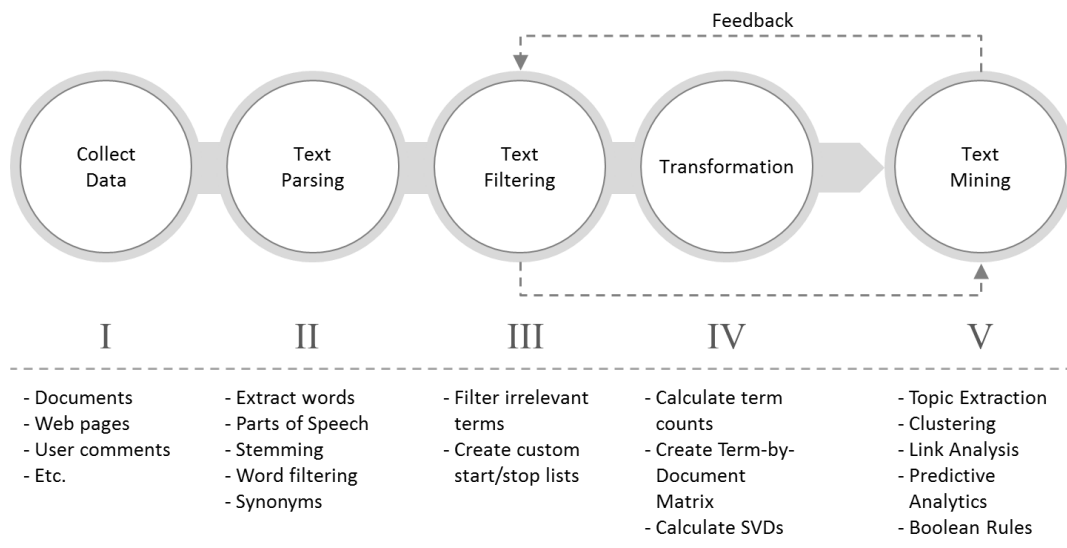 Feedback
Collect
Data
Text
Parsing
Text
Filtering
Transformation
Text
Mining
I
II
III
IV
V
- Documents
- Web pages
- User comments
- Etc.
- Extract words
- Parts of Speech
- Stemming
- Word filtering
- Synonyms
- Filter irrelevant
terms
- Create custom
start/stop lists
- Calculate term
counts
- Create Term-by-
Document
Matrix
- Calculate SVDs
- Topic Extraction
- Clustering
- Link Analysis
- Predictive
Analytics
- Boolean Rules